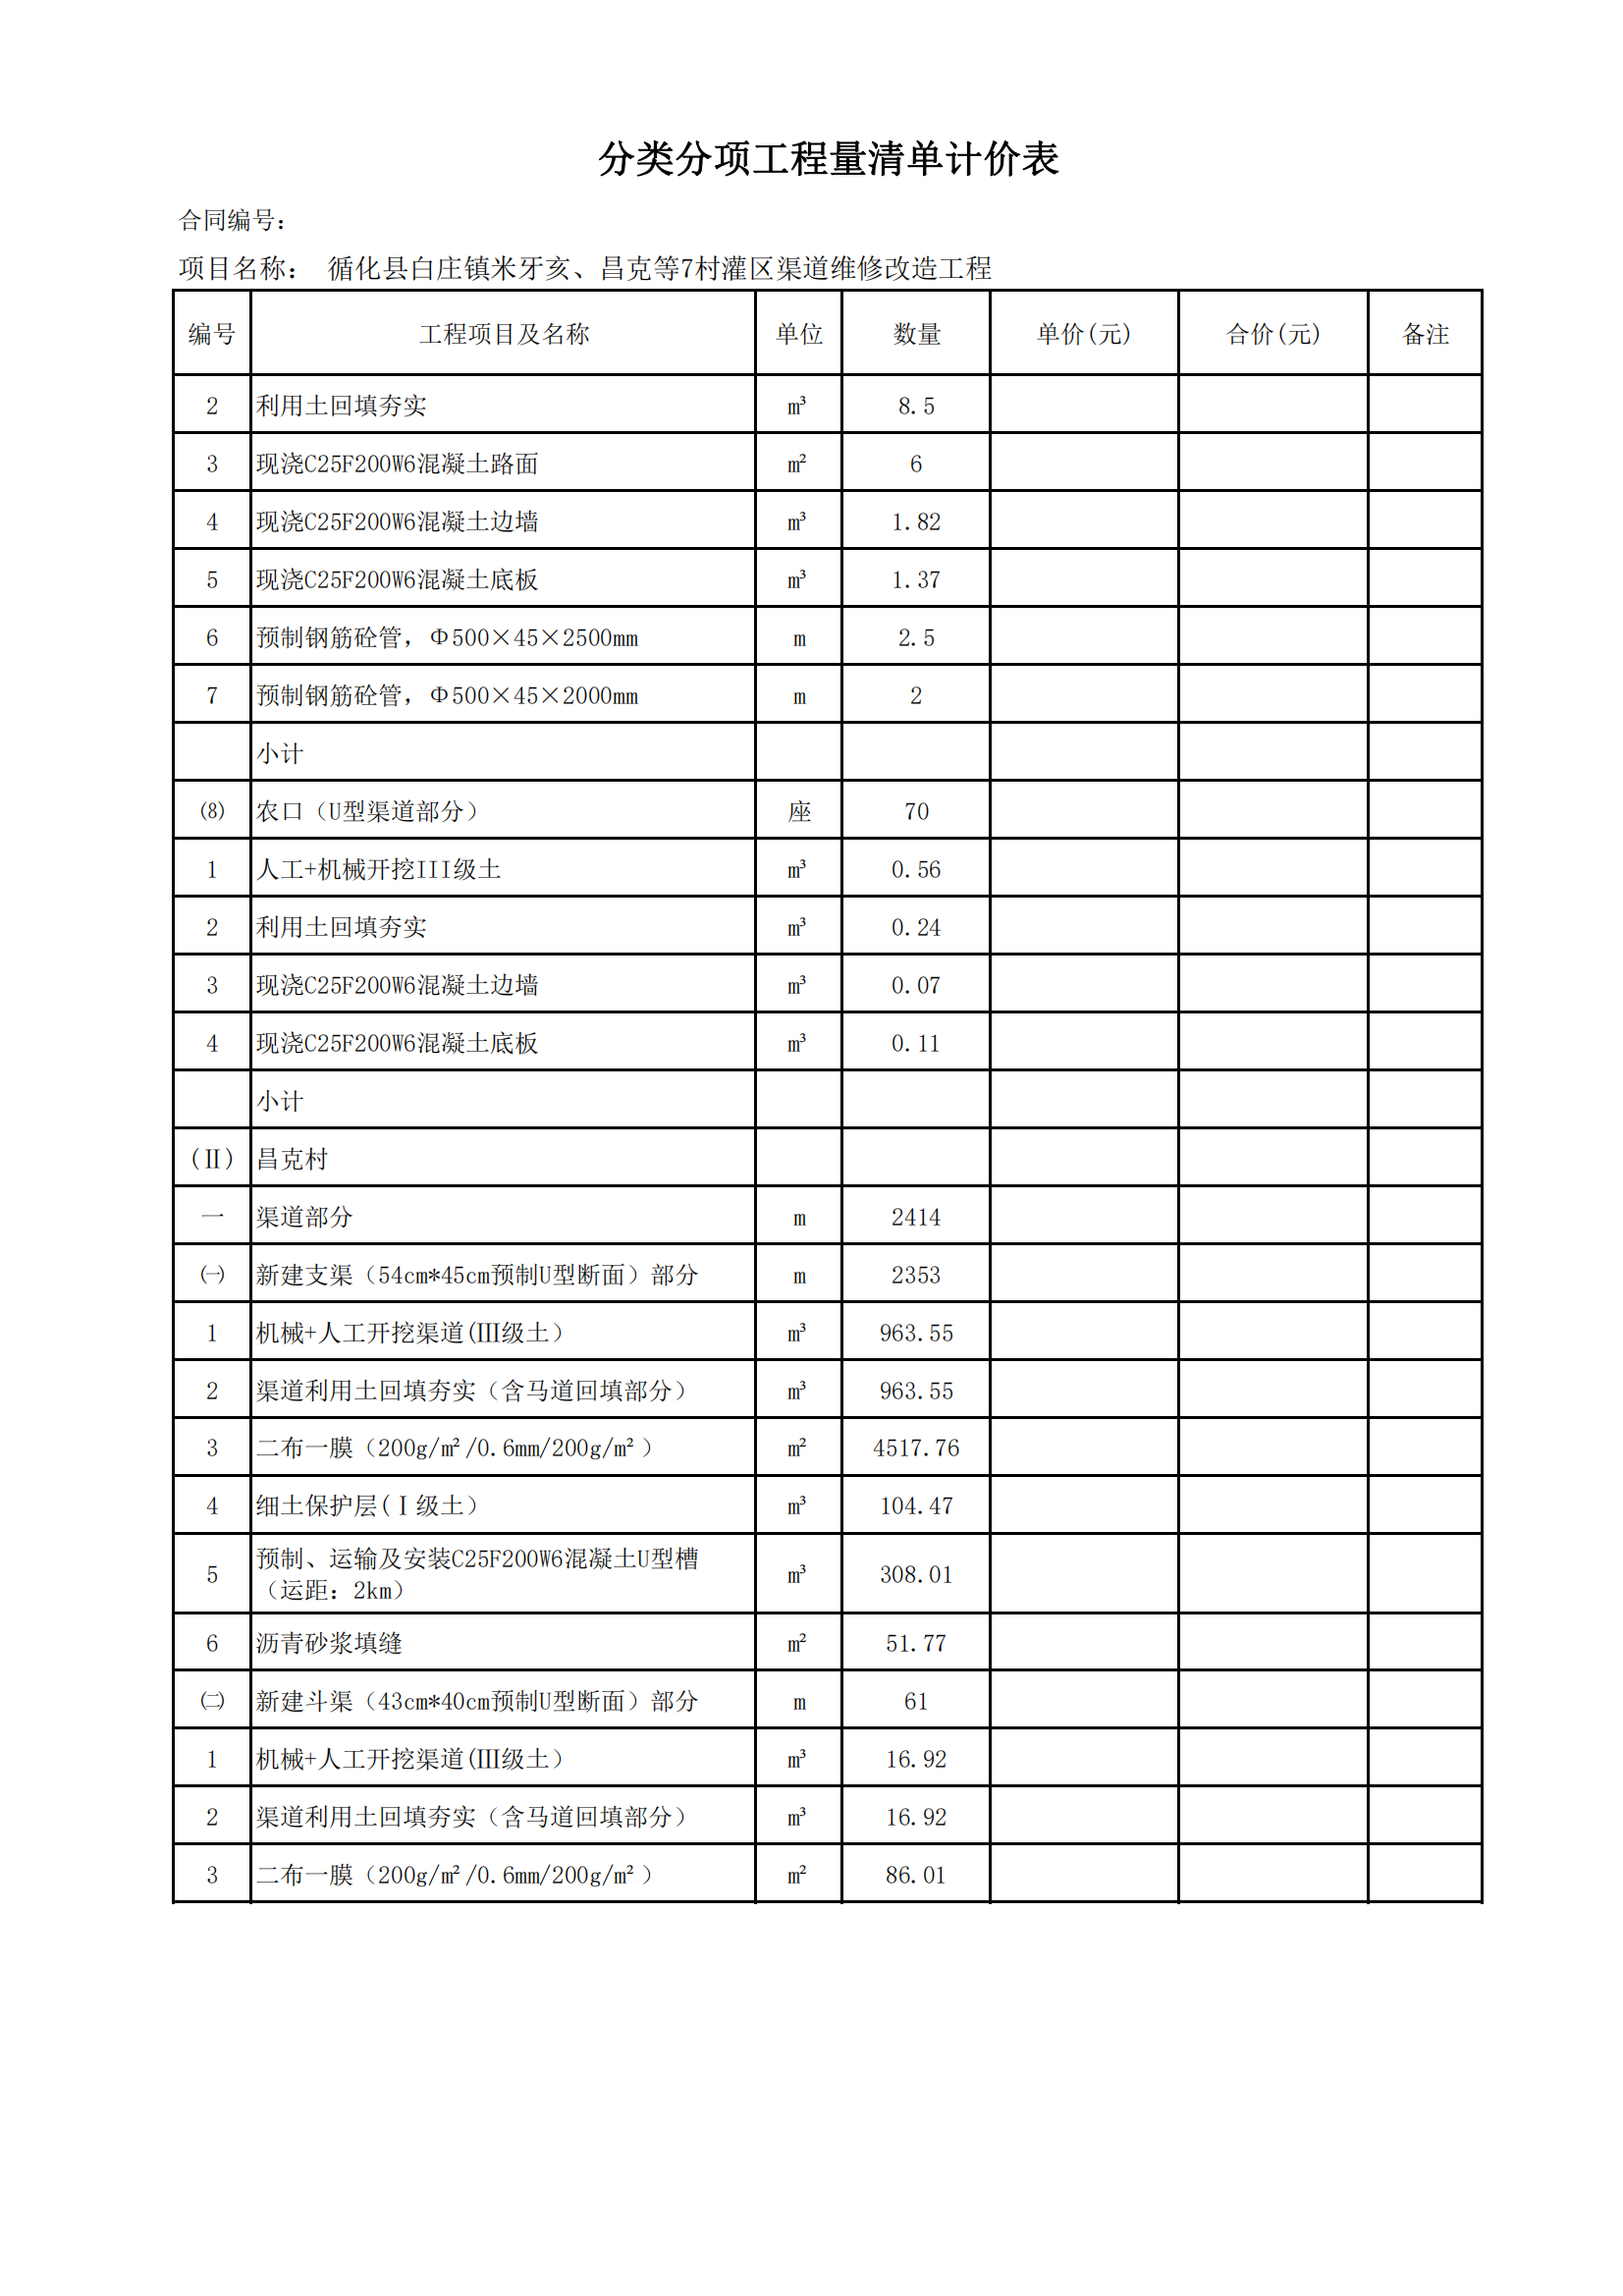 分类分项工程量清单计价表
合同编号：
项目名称： 循化县白庄镇米牙亥、昌克等7村灌区渠道维修改造工程
编号 工程项目及名称 单位 数量 单价(元) 合价(元) 备注
2 利用土回填夯实 m³ 8.5
3 现浇C25F200W6混凝土路面 m² 6
4 现浇C25F200W6混凝土边墙 m³ 1.82
5 现浇C25F200W6混凝土底板 m³ 1.37
6 预制钢筋砼管，Φ500×45×2500mm m 2.5
7 预制钢筋砼管，Φ500×45×2000mm m 2
小计
⑻ 农口（U型渠道部分） 座 70
1 人工+机械开挖III级土 m³ 0.56
2 利用土回填夯实 m³ 0.24
3 现浇C25F200W6混凝土边墙 m³ 0.07
4 现浇C25F200W6混凝土底板 m³ 0.11
小计
(Ⅱ) 昌克村
一 渠道部分 m 2414
㈠ 新建支渠（54cm*45cm预制U型断面）部分 m 2353
1 机械+人工开挖渠道(Ⅲ级土） m³ 963.55
2 渠道利用土回填夯实（含马道回填部分） m³ 963.55
3 二布一膜（200g/m²/0.6mm/200g/m²） m² 4517.76
4 细土保护层(Ⅰ级土） m³ 104.47
5 预制、运输及安装C25F200W6混凝土U型槽
（运距：2km） m³ 308.01
6 沥青砂浆填缝 m² 51.77
㈡ 新建斗渠（43cm*40cm预制U型断面）部分 m 61
1 机械+人工开挖渠道(Ⅲ级土） m³ 16.92
2 渠道利用土回填夯实（含马道回填部分） m³ 16.92
3 二布一膜（200g/m²/0.6mm/200g/m²） m² 86.01